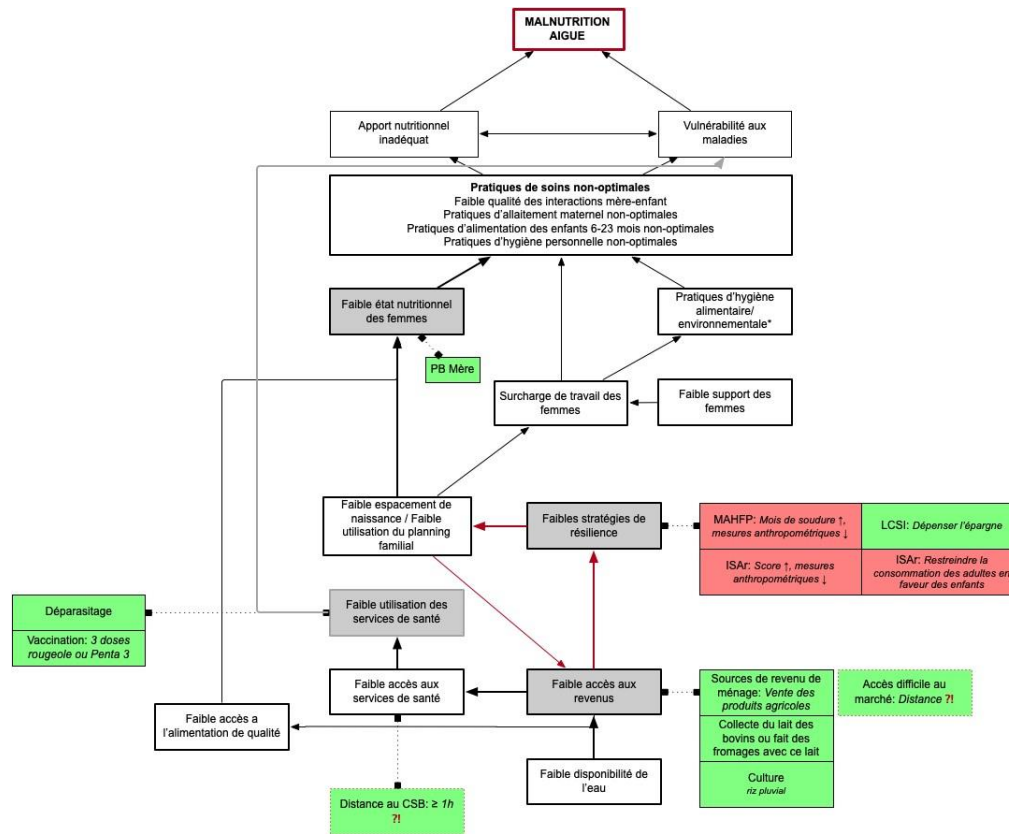 MALNUTRITION
AIGUE
Apport nutritionnel
inadéquat
Vulnérabilité aux
maladies
Pratiques de soins non-optimales
Faible qualité des interactions mère-enfant
Pratiques d'allaitement maternel non-optimales
Pratiques d'alimentation des enfants 6-23 mois non-optimales
Pratiques d'hygiène personnelle non-optimales
Faible état nutritionnel
des femmes
Pratiques d'hygiène
alimentaire/
environnementale*
PB Mère
Surcharge de travail des
femmes
Faible support des
femmes
Faible espacement de
naissance / Faible
utilisation du planning
familial
Faibles stratégies de
résilience
MAHFP: Mois de soudure ↑,
mesures anthropométriques ↓
LCSI: Dépenser l'épargne
ISAr: Score ↑, mesures
anthropométriques ↓
ISAr: Restreindre la
consommation des adultes en
faveur des enfants
Déparasitage
Vaccination: 3 doses
rougeole ou Penta 3
Faible utilisation des
services de santé
Faible accès aux
services de santé
Faible accès aux
revenus
Sources de revenu de
ménage: Vente des
produits agricoles
Accès difficile au
marché: Distance ?!
Collecte du lait des
bovins ou fait des
fromages avec ce lait
Culture
riz pluvial
Faible accès a
l'alimentation de qualité
Faible disponibilité de
l'eau
Distance au CSB: ≥ 1h
?!